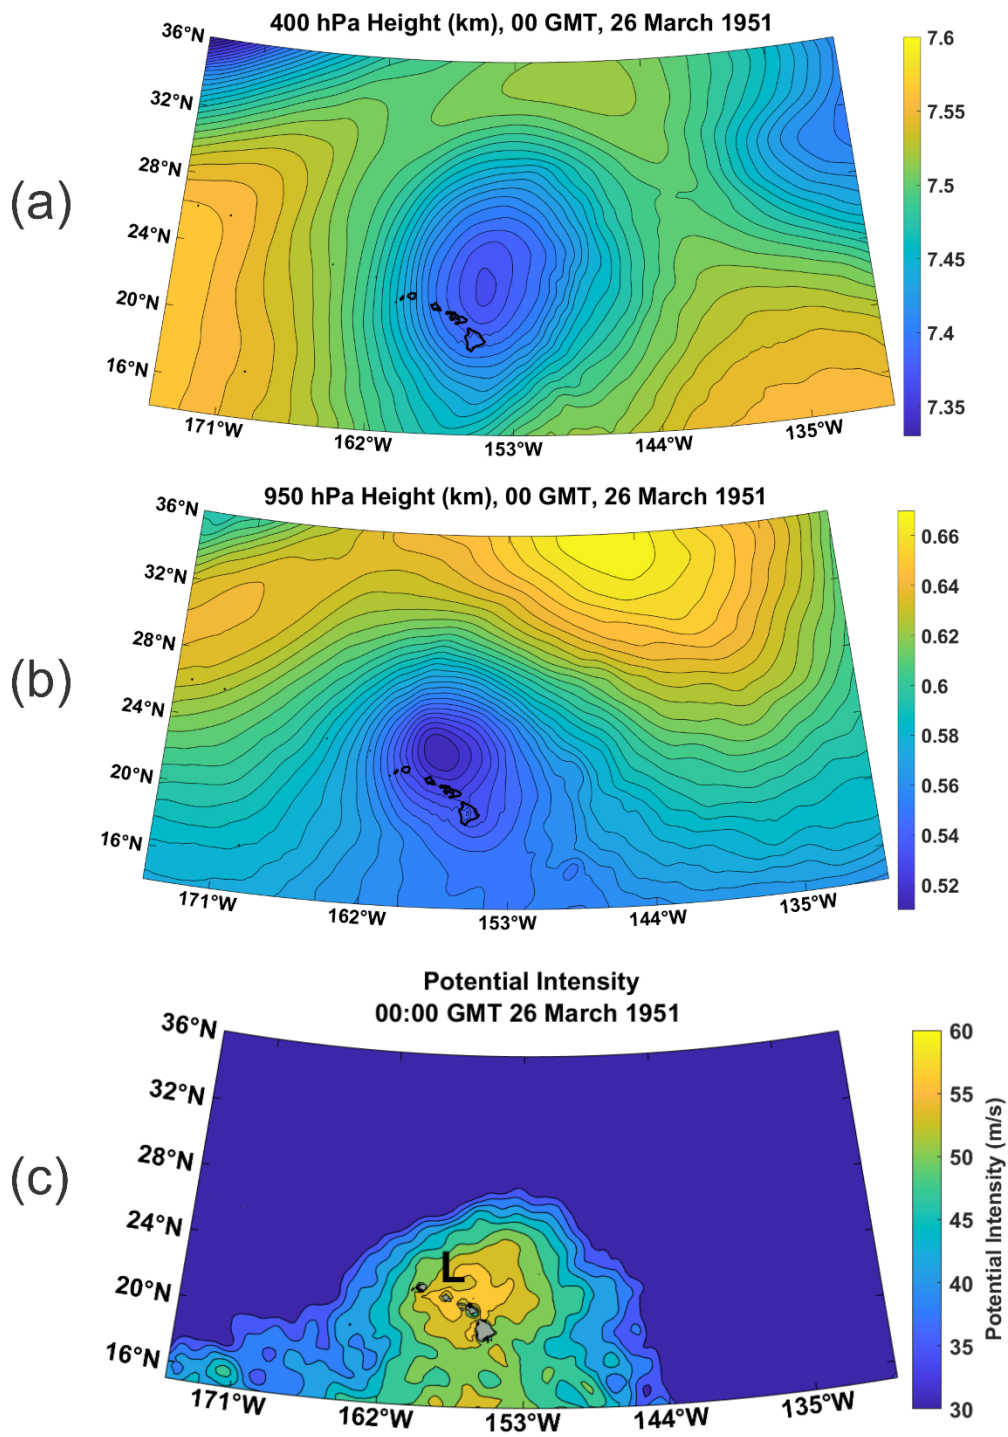 (a)
400 hPa Height (km), 00 GMT, 26 March 1951
36°N
32°N
28°N
24°N
20°N
16°N
171°W
162°W
153°W
144°W
135°W
7.6
7.55
7.5
7.45
7.4
7.35
(b)
950 hPa Height (km), 00 GMT, 26 March 1951
36°N
32°N
28°N
24°N
20°N
16°N
171°W
162°W
153°W
144°W
135°W
0.66
0.64
0.62
0.6
0.58
0.56
0.54
0.52
(c)
Potential Intensity
00:00 GMT 26 March 1951
36°N
32°N
28°N
24°N
20°N
16°N
L
171°W
162°W
153°W
144°W
135°W
60
55
50
45
40
35
30
Potential Intensity (m/s)